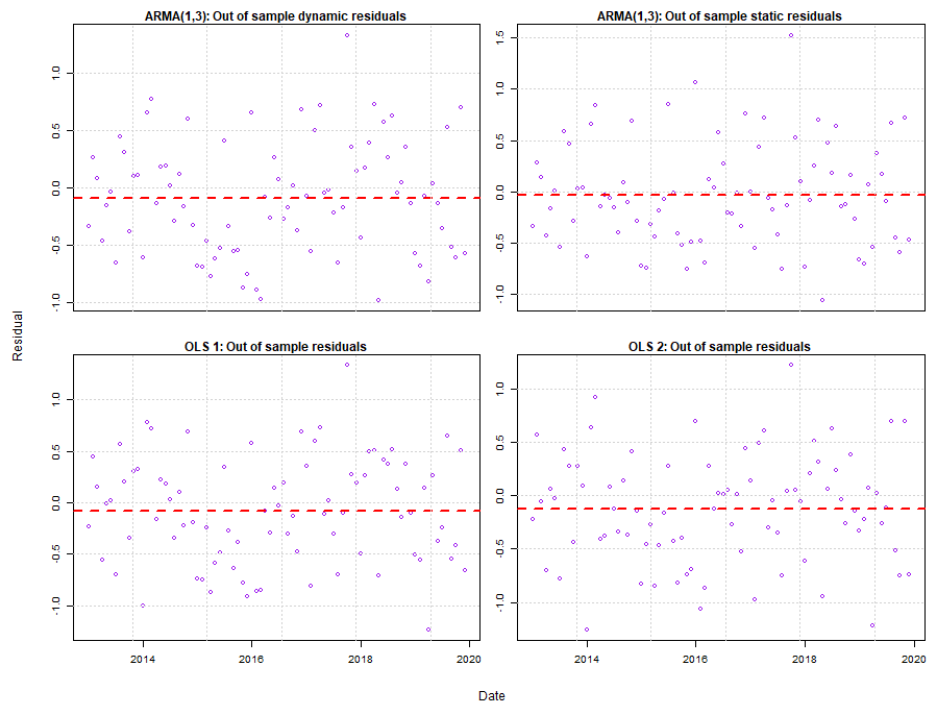 ARMA(1,3): Out of sample dynamic residuals
1.0
0.5
0.0
-0.5
-1.0
ARMA(1,3): Out of sample static residuals
1.5
1.0
0.5
0.0
-0.5
-1.0
Residual
OLS 1: Out of sample residuals
1.0
0.5
0.0
-0.5
-1.0
2014 2016 2018 2020
OLS 2: Out of sample residuals
1.0
0.5
0.0
-0.5
-1.0
2014 2016 2018 2020
Date